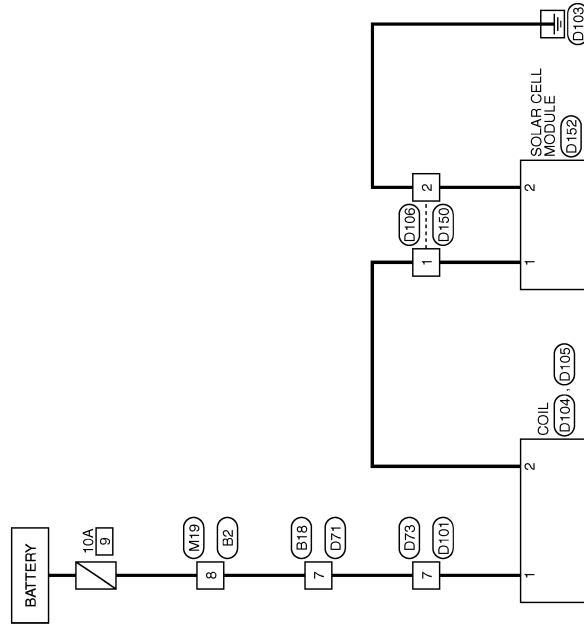 BATTERY
10A
9
8
M19
B2
7
B18
D71
7
D73
D101
1
2
COIL
D104 , D105
1
2
D106
D150
1
2
SOLAR CELL
MODULE
D152
D103